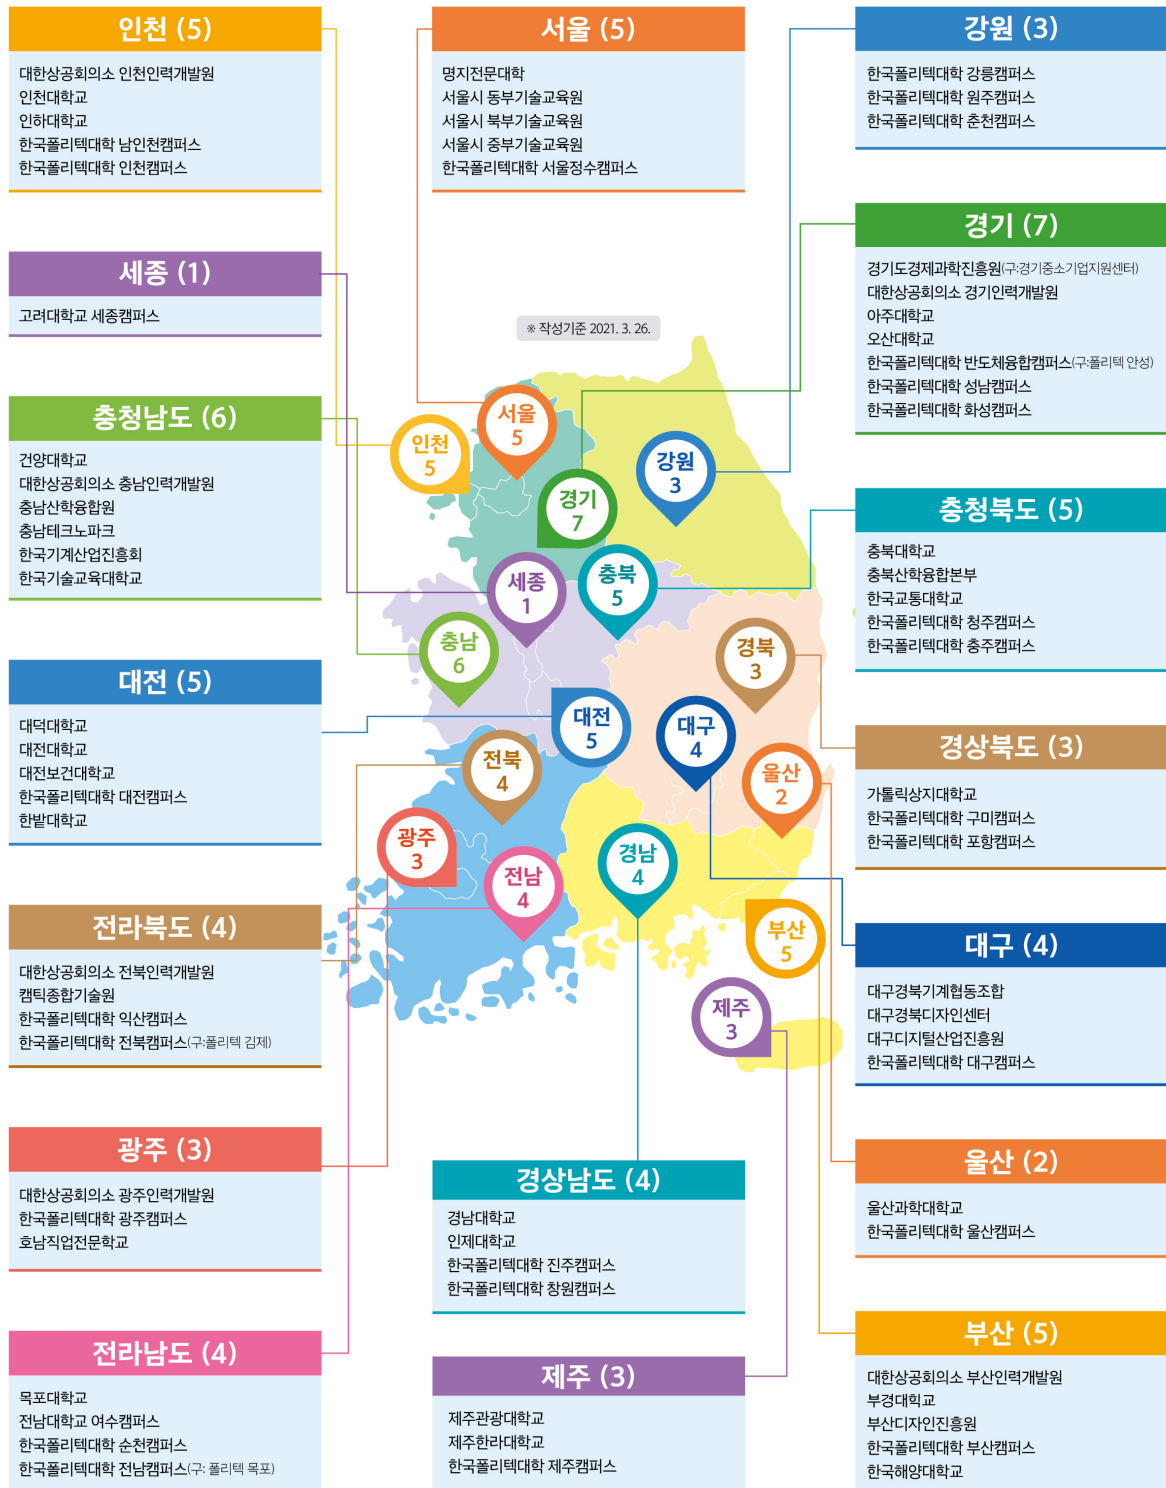 인천 (5)
대한상공회의소 인천인력개발원
인천대학교
인하대학교
한국폴리텍대학 남인천캠퍼스
한국폴리텍대학 인천캠퍼스
서울 (5)
명지전문대학
서울시 동부기술교육원
서울시 북부기술교육원
서울시 중부기술교육원
한국폴리텍대학 서울정수캠퍼스
강원 (3)
한국폴리텍대학 강릉캠퍼스
한국폴리텍대학 원주캠퍼스
한국폴리텍대학 춘천캠퍼스
세종 (1)
고려대학교 세종캠퍼스
경기 (7)
경기도경제과학진흥원(구:경기중소기업지원센터)
대한상공회의소 경기인력개발원
아주대학교
오산대학교
한국폴리텍대학 반도체융합캠퍼스(구:폴리텍 안성)
한국폴리텍대학 성남캠퍼스
한국폴리텍대학 화성캠퍼스
※ 작성기준 2021. 3. 26.
충청남도 (6)
건양대학교
대한상공회의소 충남인력개발원
충남산학융합원
충남테크노파크
한국기계산업진흥회
한국기술교육대학교
서울
5
인천
5
강원
3
경기
7
세종
1
충북
5
충남
6
경북
3
대전
5
대구
4
전북
4
울산
2
광주
3
경남
4
전남
4
부산
5
제주
3
충청북도 (5)
충북대학교
충북산학융합본부
한국교통대학교
한국폴리텍대학 청주캠퍼스
한국폴리텍대학 충주캠퍼스
대전 (5)
대덕대학교
대전대학교
대전보건대학교
한국폴리텍대학 대전캠퍼스
한밭대학교
경상북도 (3)
가톨릭상지대학교
한국폴리텍대학 구미캠퍼스
한국폴리텍대학 포항캠퍼스
전라북도 (4)
대한상공회의소 전북인력개발원
캠틱종합기술원
한국폴리텍대학 익산캠퍼스
한국폴리텍대학 전북캠퍼스(구:폴리텍 김제)
대구 (4)
대구경북기계협동조합
대구경북디자인센터
대구디지털산업진흥원
한국폴리텍대학 대구캠퍼스
광주 (3)
대한상공회의소 광주인력개발원
한국폴리텍대학 광주캠퍼스
호남직업전문학교
경상남도 (4)
경남대학교
인제대학교
한국폴리텍대학 진주캠퍼스
한국폴리텍대학 창원캠퍼스
울산 (2)
울산과학대학교
한국폴리텍대학 울산캠퍼스
전라남도 (4)
목포대학교
전남대학교 여수캠퍼스
한국폴리텍대학 순천캠퍼스
한국폴리텍대학 전남캠퍼스(구: 폴리텍 목포)
제주 (3)
제주관광대학교
제주한라대학교
한국폴리텍대학 제주캠퍼스
부산 (5)
대한상공회의소 부산인력개발원
부경대학교
부산디자인진흥원
한국폴리텍대학 부산캠퍼스
한국해양대학교